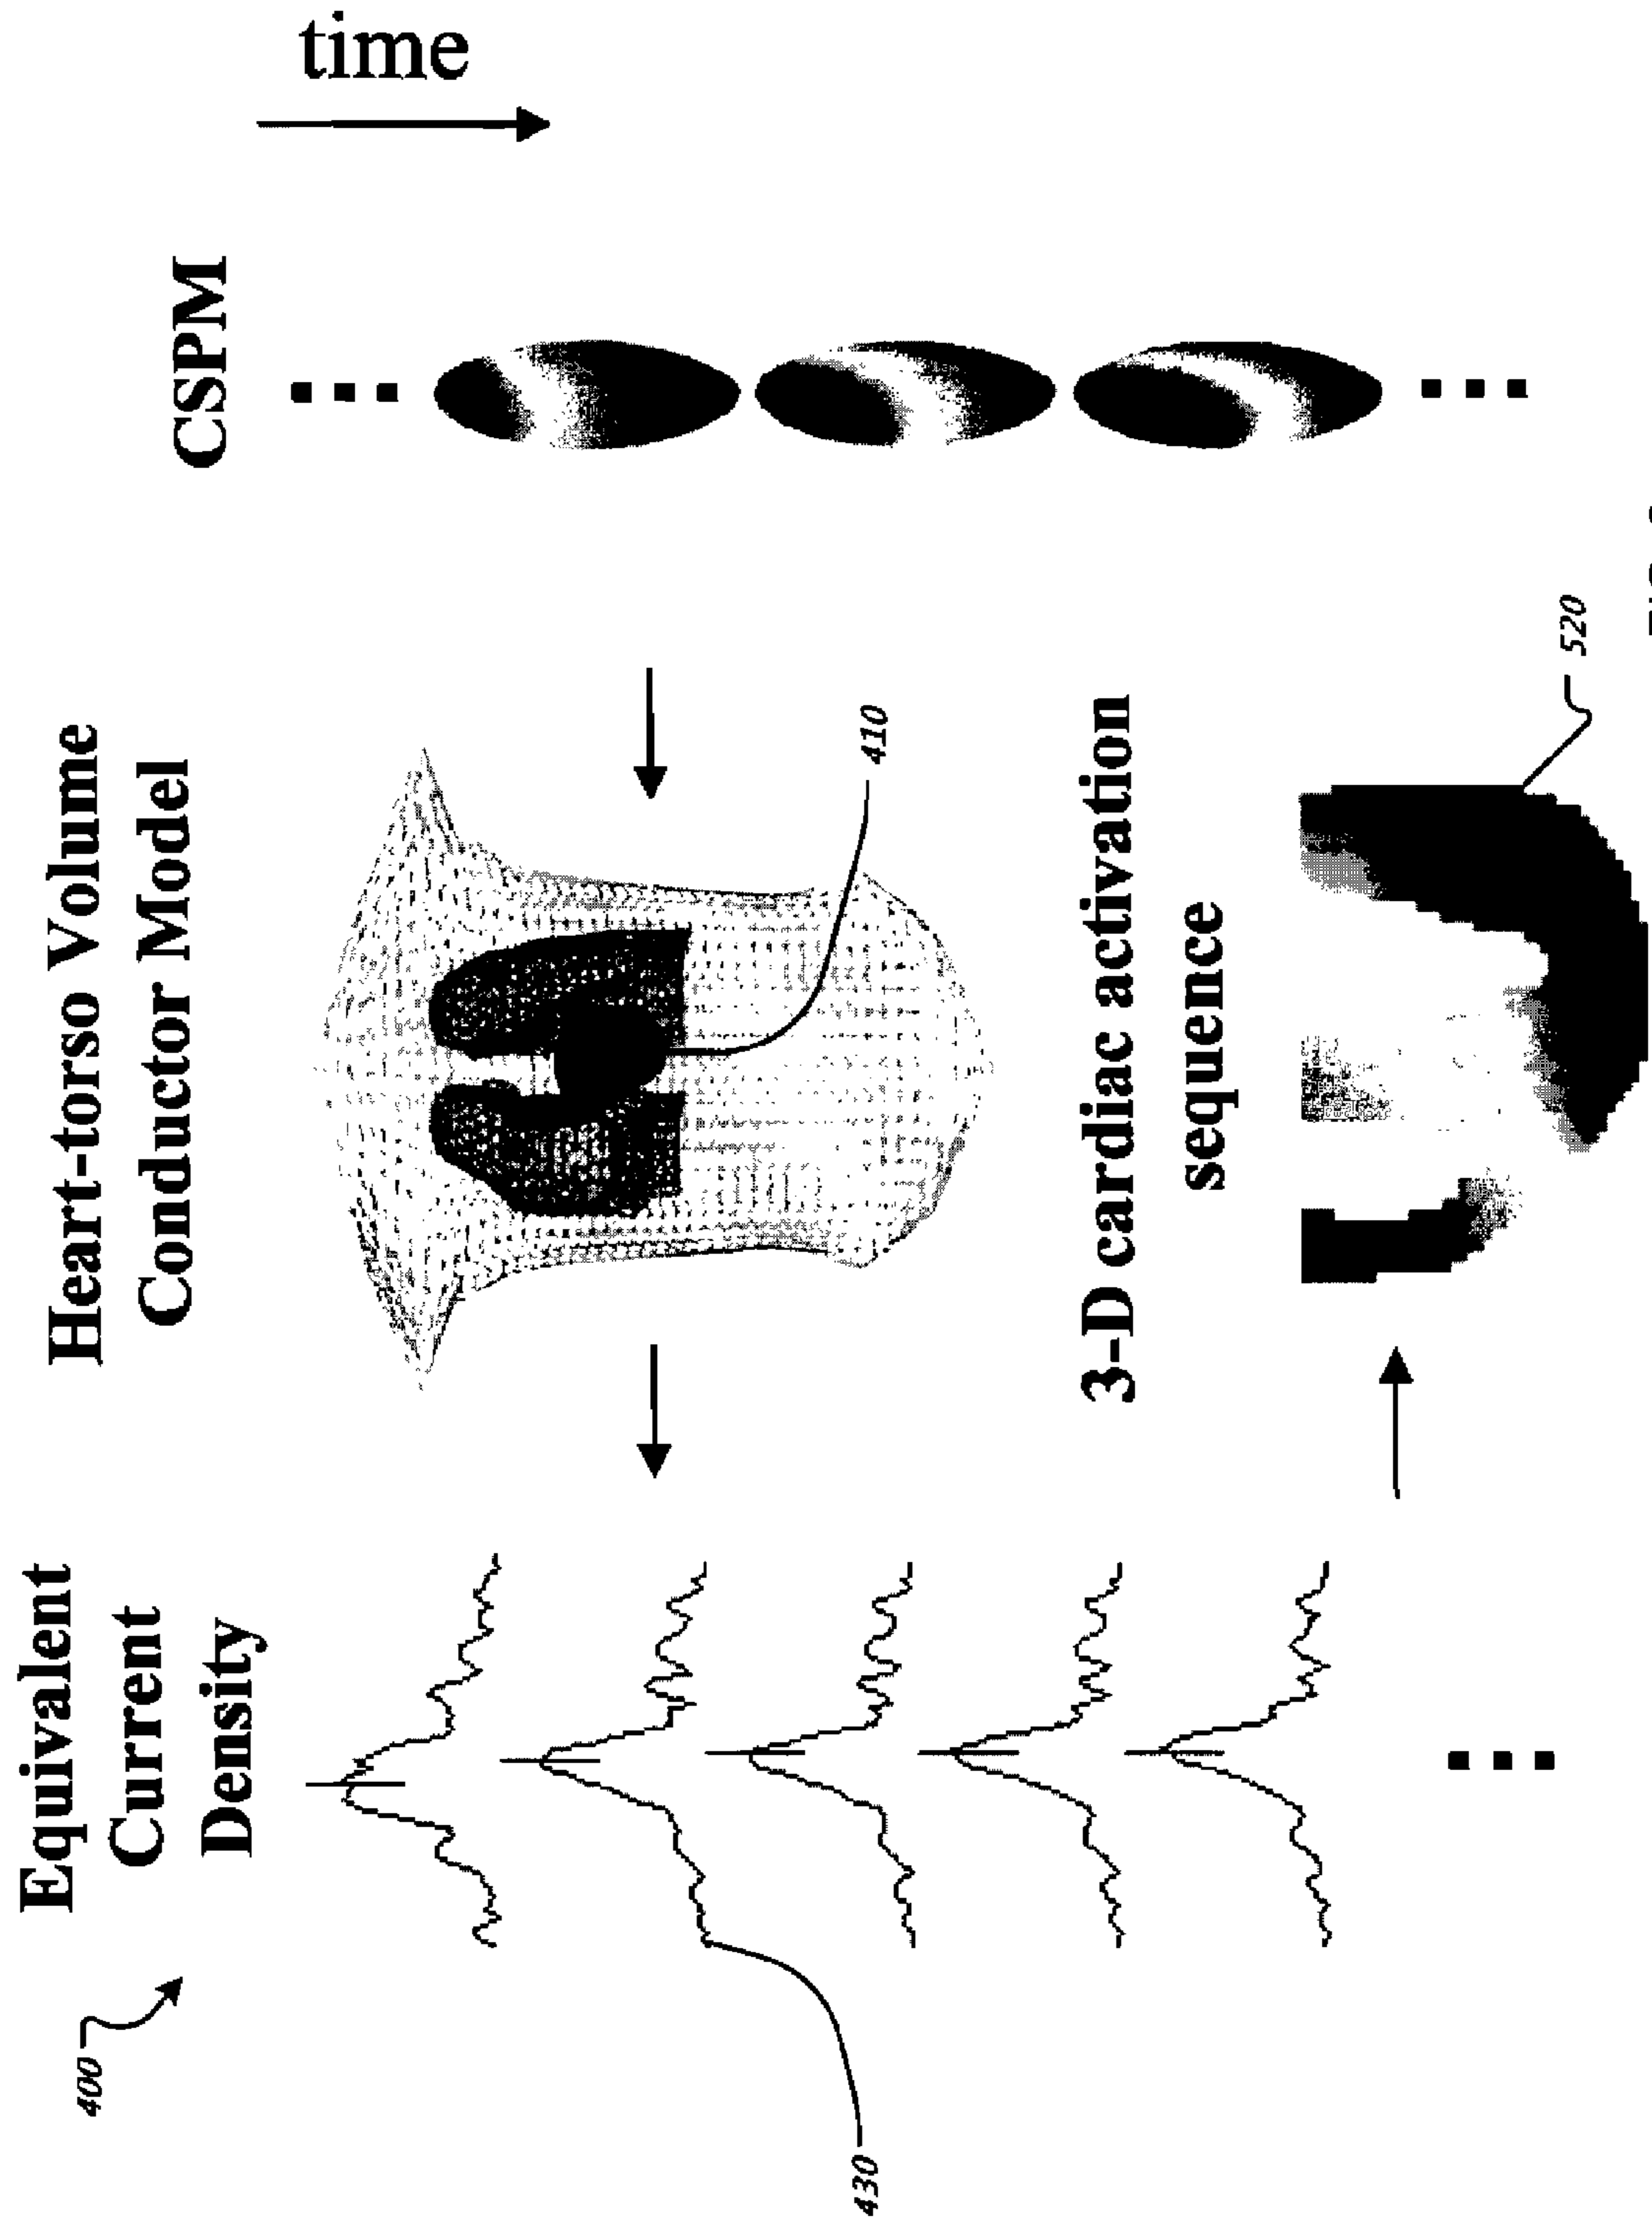 400
Equivalent
Current
Density
430
Heart-torso Volume
Conductor Model
410
CSPM
time
3-D cardiac activation
sequence
520